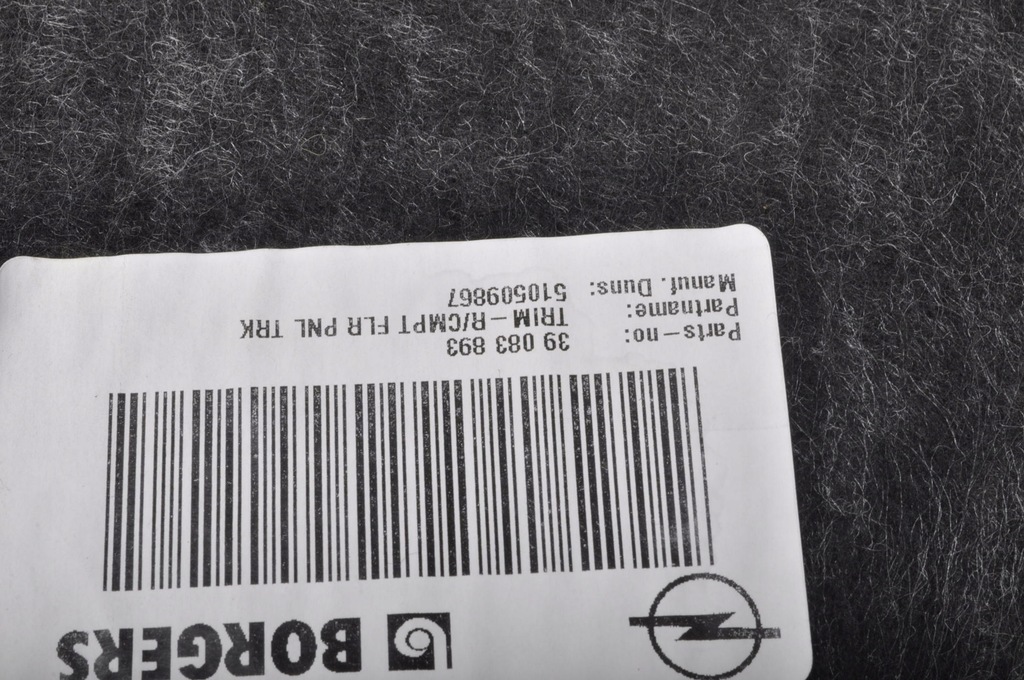 BORGERS
Parts-no: 39 083 893
Partname: TRIM-R/CMPT FLR PNL TRK
Manuf. Duns: 510509867